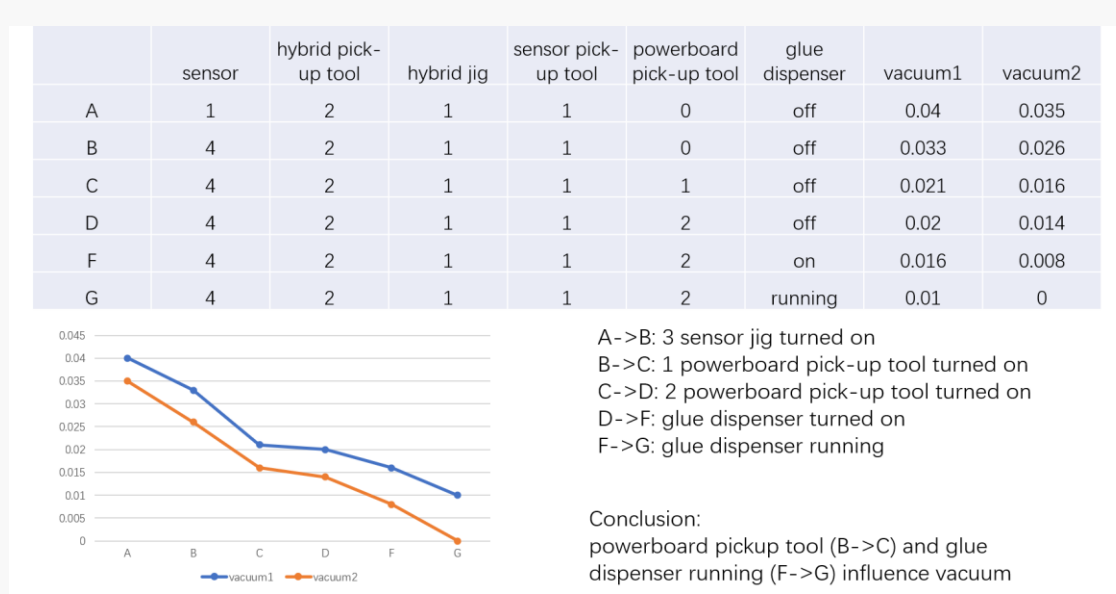 sensor hybrid pick-up tool hybrid jig sensor pick-up tool powerboard pick-up tool glue dispenser vacuum1 vacuum2
A 1 2 1 1 0 off 0.04 0.035
B 4 2 1 1 0 off 0.033 0.026
C 4 2 1 1 1 off 0.021 0.016
D 4 2 1 1 2 off 0.02 0.014
F 4 2 1 1 2 on 0.016 0.008
G 4 2 1 1 2 running 0.01 0
0.045
0.04
0.035
0.03
0.025
0.02
0.015
0.01
0.005
0
A B C D F G
vacuum1 vacuum2
A->B: 3 sensor jig turned on
B->C: 1 powerboard pick-up tool turned on
C->D: 2 powerboard pick-up tool turned on
D->F: glue dispenser turned on
F->G: glue dispenser running
Conclusion:
powerboard pickup tool (B->C) and glue
dispenser running (F->G) influence vacuum